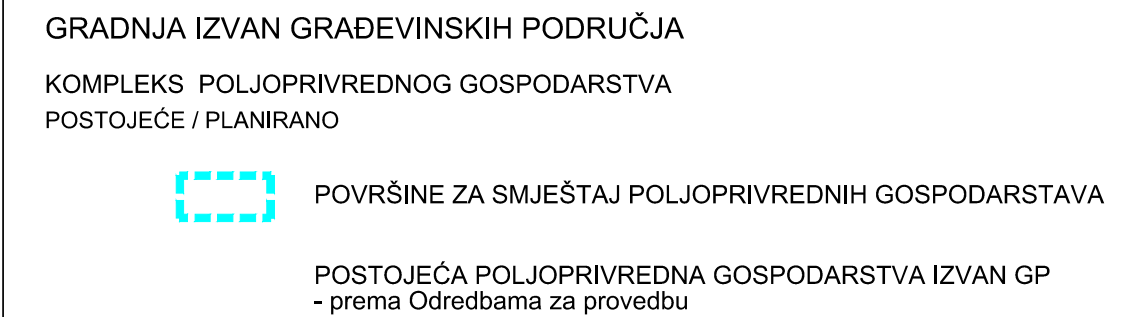 GRADNJA IZVAN GRAĐEVINSKIH PODRUČJA
KOMPLEKS POLJOPRIVREDNOG GOSPODARSTVA
POSTOJEĆE / PLANIRANO
POVRŠINE ZA SMJEŠTAJ POLJOPRIVREDNIH GOSPODARSTAVA
POSTOJEĆA POLJOPRIVREDNA GOSPODARSTVA IZVAN GP
- prema Odredbama za provedbu